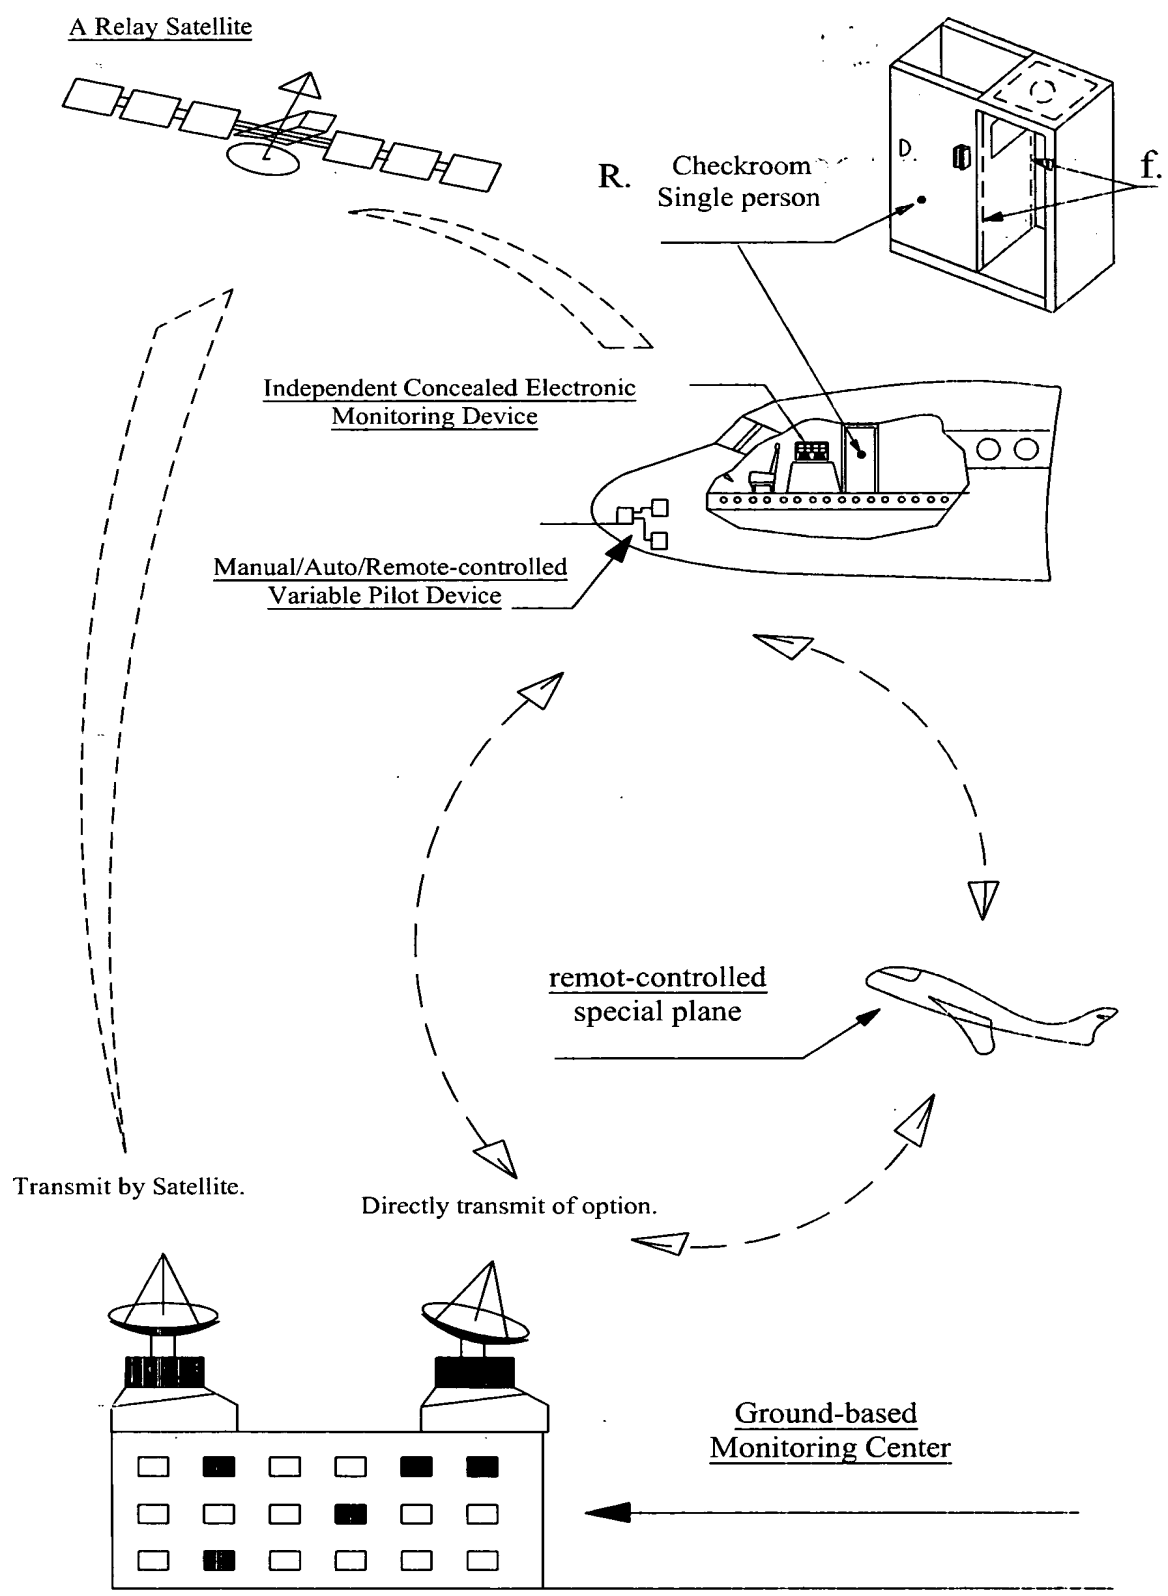 A Relay Satellite
R.
Checkroom
Single person
D.
f.
Independent Concealed Electronic
Monitoring Device
Manual/Auto/Remote-controlled
Variable Pilot Device
remot-controlled
special plane
Transmit by Satellite.
Directly transmit of option.
Ground-based
Monitoring Center